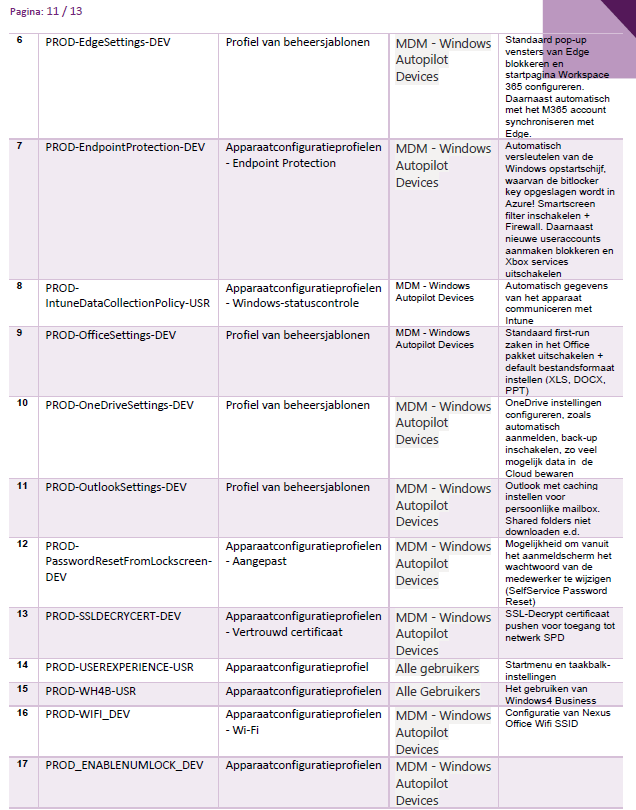 Pagina: 11 / 13
6
PROD-EdgeSettings-DEV
Profiel van beheersjablonen
MDM - Windows
Autopilot
Devices
Standaard pop-up
vensters van Edge
blokkeren en
startpagina Workspace
365 configureren.
Daarnaast automatisch
met het M365 account
synchroniseren met
Edge.
7
PROD-EndpointProtection-DEV
Apparaatconfiguratieprofielen
- Endpoint Protection
MDM - Windows
Autopilot
Devices
Automatisch
versleutelen van de
Windows opstartschijf,
waarvan de bitlocker
key opgeslagen wordt in
Azure! Smartscreen
filter inschakelen +
Firewall. Daarnaast
nieuwe useraccounts
aanmaken blokkeren en
Xbox services
uitschakelen
8
PROD-
IntuneDataCollectionPolicy-USR
Apparaatconfiguratieprofielen
- Windows-statuscontrole
MDM - Windows
Autopilot Devices
Automatisch gegevens
van het apparaat
communiceren met
Intune
9
PROD-OfficeSettings-DEV
Profiel van beheersjablonen
MDM - Windows
Autopilot Devices
Standaard first-run
zaken in het Office
pakket uitschakelen +
default bestandsformaat
instellen (XLS, DOCX,
PPT)
10
PROD-OneDriveSettings-DEV
Profiel van beheersjablonen
MDM - Windows
Autopilot
Devices
OneDrive instellingen
configureren, zoals
automatisch
aanmelden, back-up
inschakelen, zo veel
mogelijk data in de
Cloud bewaren
11
PROD-OutlookSettings-DEV
Profiel van beheersjablonen
MDM - Windows
Autopilot
Devices
Outlook met caching
instellen voor
persoonlijke mailbox.
Shared folders niet
downloaden e.d.
12
PROD-
PasswordResetFromLockscreen-
DEV
Apparaatconfiguratieprofielen
- Aangepast
MDM - Windows
Autopilot
Devices
Mogelijkheid om vanuit
het aanmeldscherm het
wachtwoord van de
medewerker te wijzigen
(SelfService Password
Reset)
13
PROD-SSLDECRYCERT-DEV
Apparaatconfiguratieprofielen
- Vertrouwd certificaat
MDM - Windows
Autopilot
Devices
SSL-Decrypt certificaat
pushen voor toegang tot
netwerk SPD
14
PROD-USEREXPERIENCE-USR
Apparaatconfiguratieprofiel
Alle gebruikers
Startmenu en taakbalk-
instellingen
15
PROD-WH4B-USR
Apparaatconfiguratieprofielen
Alle Gebruikers
Het gebruiken van
Windows4 Business
16
PROD-WIFI_DEV
Apparaatconfiguratieprofielen
- Wi-Fi
MDM - Windows
Autopilot
Devices
Configuratie van Nexus
Office Wifi SSID
17
PROD_ENABLENUMLOCK_DEV
Apparaatconfiguratieprofielen
MDM - Windows
Autopilot
Devices